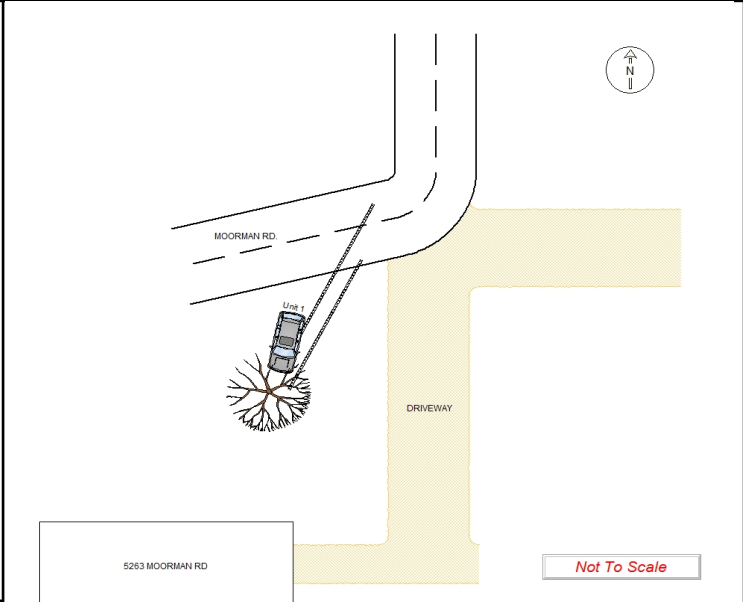 N
MOORMAN RD.
Unit 1
DRIVEWAY
5263 MOORMAN RD
Not To Scale